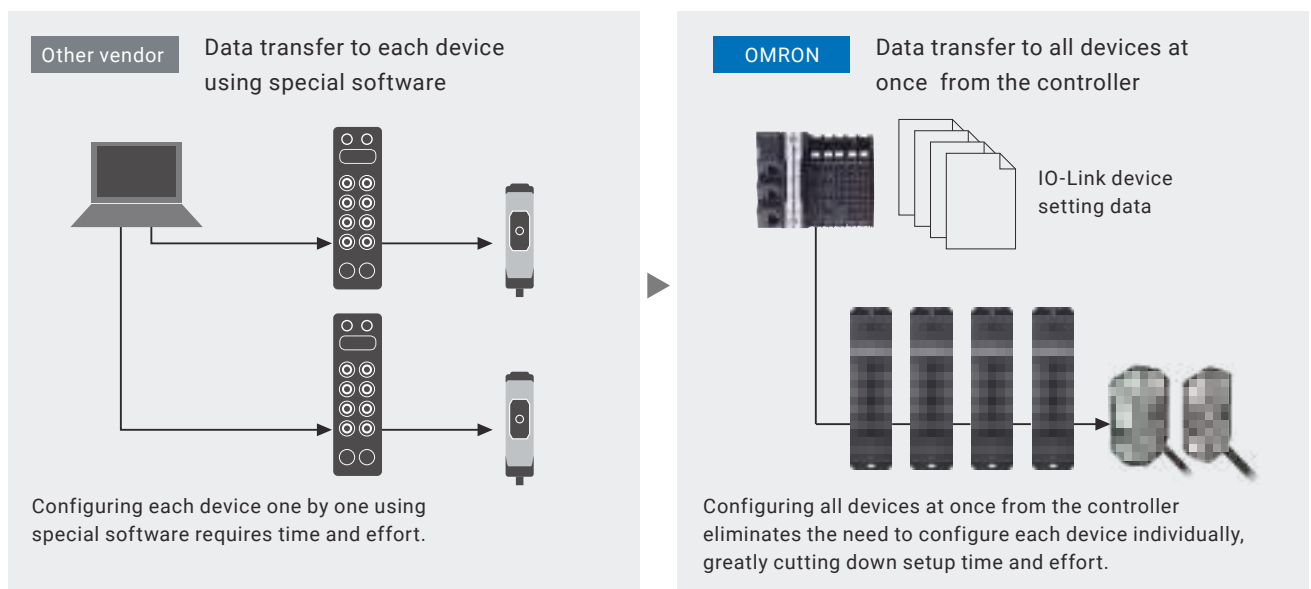 Other vendor
Data transfer to each device
using special software
Configuring each device one by one using
special software requires time and effort.
OMRON
Data transfer to all devices at
once from the controller
IO-Link device
setting data
Configuring all devices at once from the controller
eliminates the need to configure each device individually,
greatly cutting down setup time and effort.